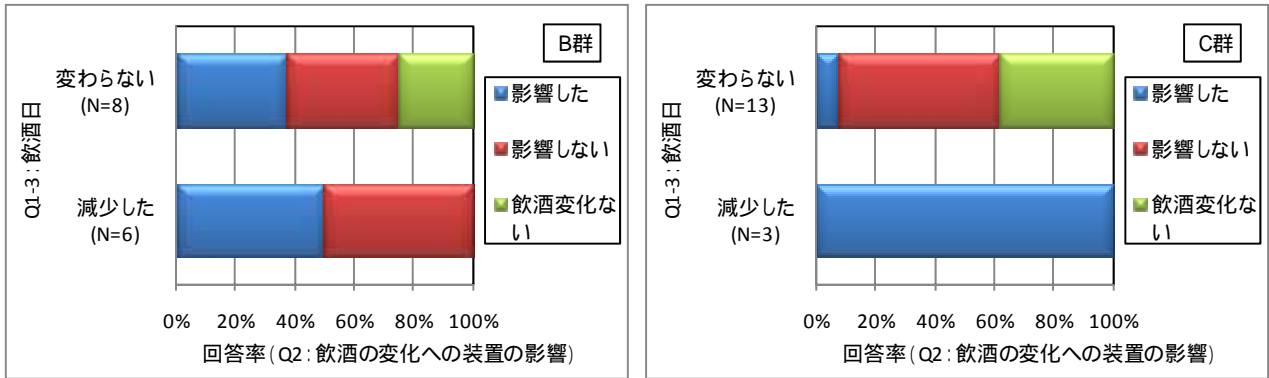 B群
Q1-3：飲酒日
変わらない
(N=8)
減少した
(N=6)
影響した
影響しない
飲酒変化な
い
0% 20% 40% 60% 80% 100%
回答率(Q2：飲酒の変化への装置の影響)
C群
Q1-3：飲酒日
変わらない
(N=13)
減少した
(N=3)
影響した
影響しない
飲酒変化な
い
0% 20% 40% 60% 80% 100%
回答率(Q2：飲酒の変化への装置の影響)